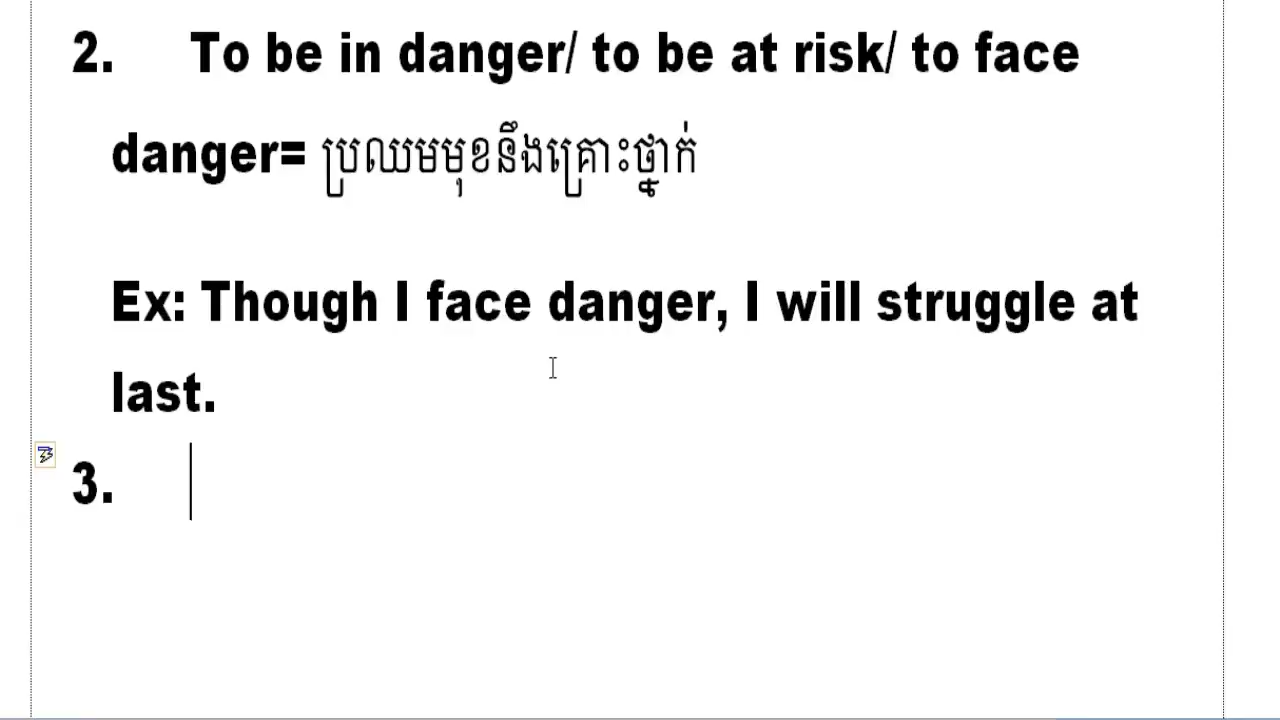 2. To be in danger/ to be at risk/ to face
danger= ប្រឈមមុខនឹងគ្រោះថ្នាក់
Ex: Though I face danger, I will struggle at
last.
3.